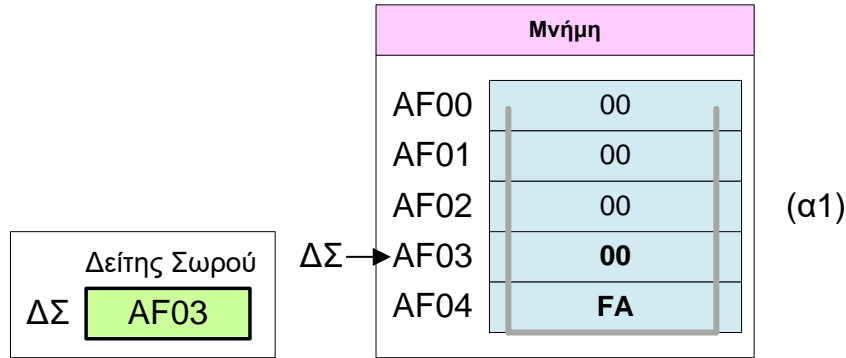 Μνήμη
AF00 00
AF01 00
AF02 00 (α1)
Δείτης Σωρού ΔΣ AF03 00
ΔΣ AF03 AF04 FA